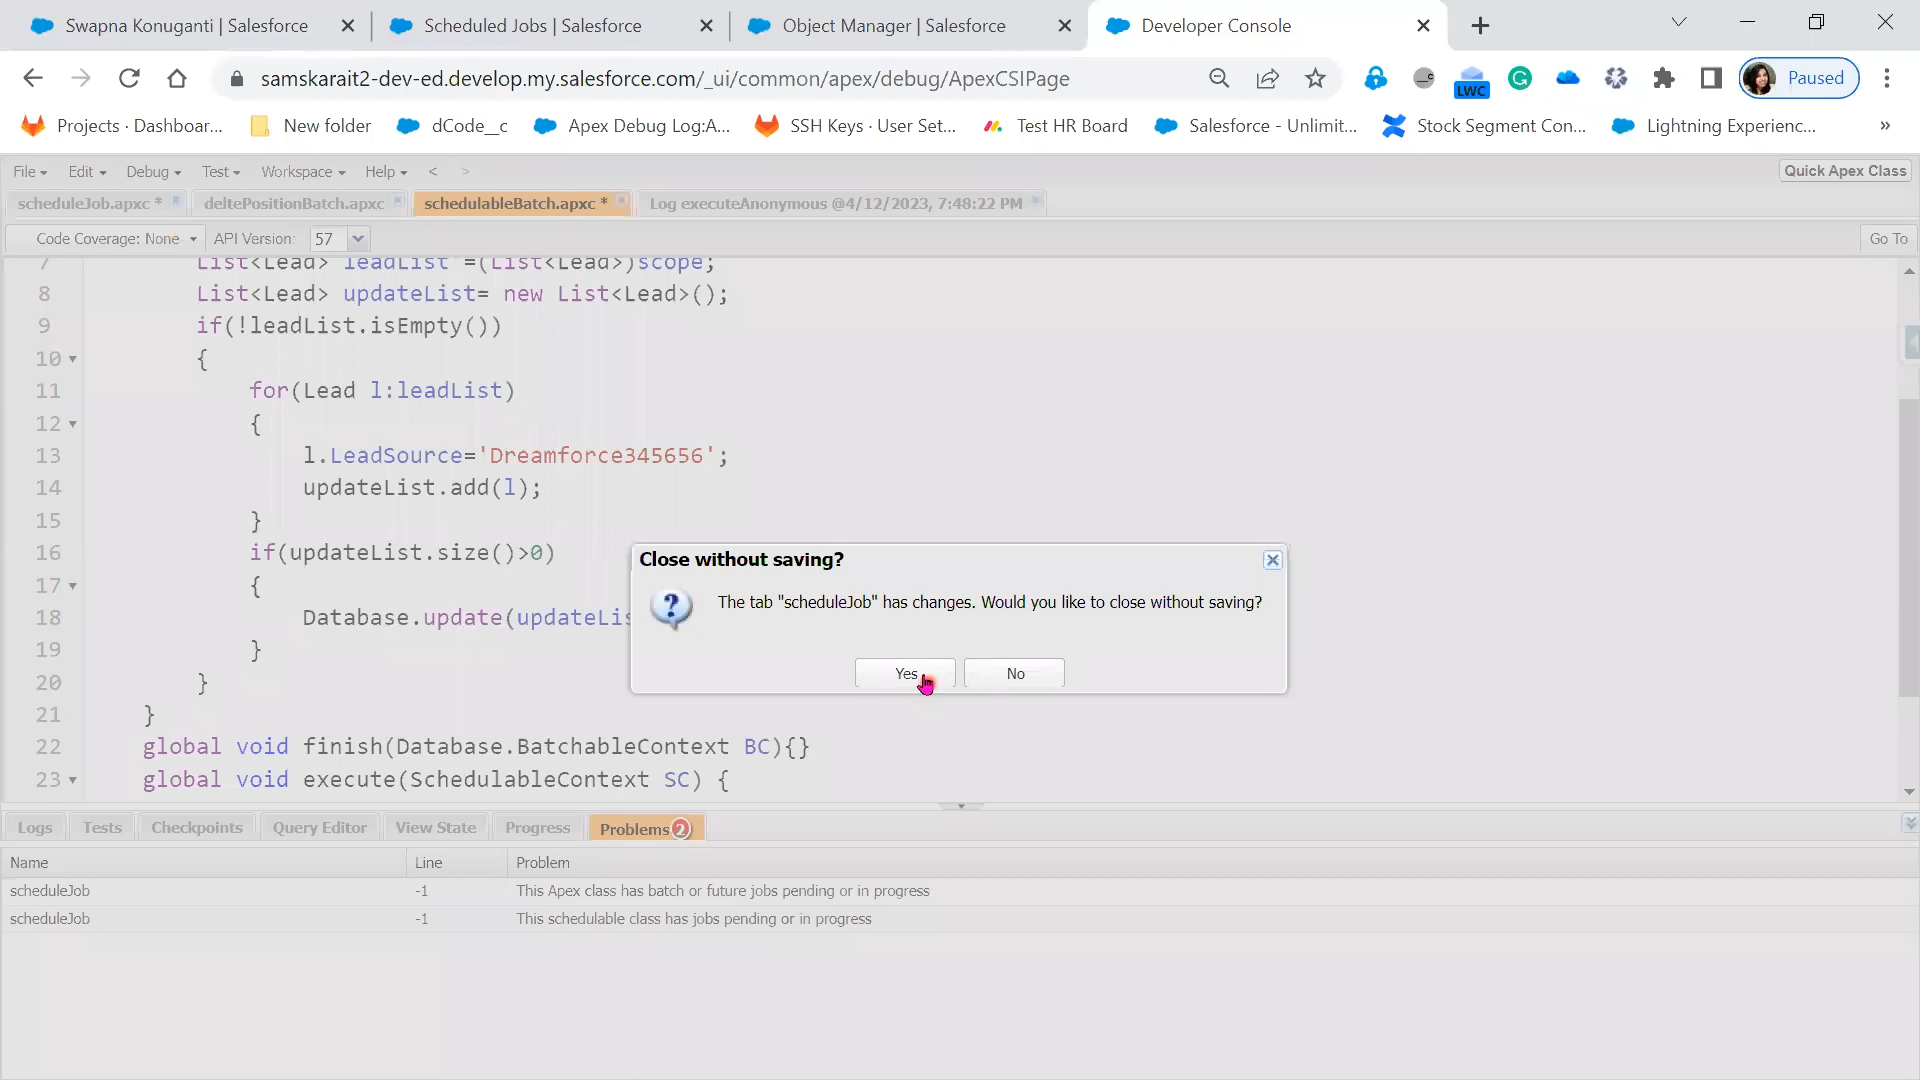 Swapna Konuganti | Salesforce
Scheduled Jobs | Salesforce
Object Manager | Salesforce
Developer Console
samskarait2-dev-ed.develop.my.salesforce.com/_ui/common/apex/debug/ApexCSIPage
LWC
Paused
Projects · Dashboar...
New folder
dCode__c
Apex Debug Log:A...
SSH Keys · User Set...
Test HR Board
Salesforce - Unlimit...
Stock Segment Con...
Lightning Experienc...
»
File
Edit
Debug
Test
Workspace
Help
<
>
Quick Apex Class
scheduleJob.apxc *
deltePositionBatch.apxc
schedulableBatch.apxc *
Log executeAnonymous @4/12/2023, 7:48:22 PM
Code Coverage: None
API Version:
57
Go To
7 List<Lead> leadList =(List<Lead>)scope;
8 List<Lead> updateList= new List<Lead>();
9 if(!leadList.isEmpty())
10 {
11 for(Lead l:leadList)
12 {
13 l.LeadSource='Dreamforce345656';
14 updateList.add(l);
15 }
16 if(updateList.size()>0)
17 {
18 Database.update(updateLis
19 }
20 }
21 }
22 global void finish(Database.BatchableContext BC){}
23 global void execute(SchedulableContext SC) {
Close without saving?
?
The tab "scheduleJob" has changes. Would you like to close without saving?
Yes
No
Logs
Tests
Checkpoints
Query Editor
View State
Progress
Problems 2
Name
Line
Problem
scheduleJob
-1
This Apex class has batch or future jobs pending or in progress
scheduleJob
-1
This schedulable class has jobs pending or in progress